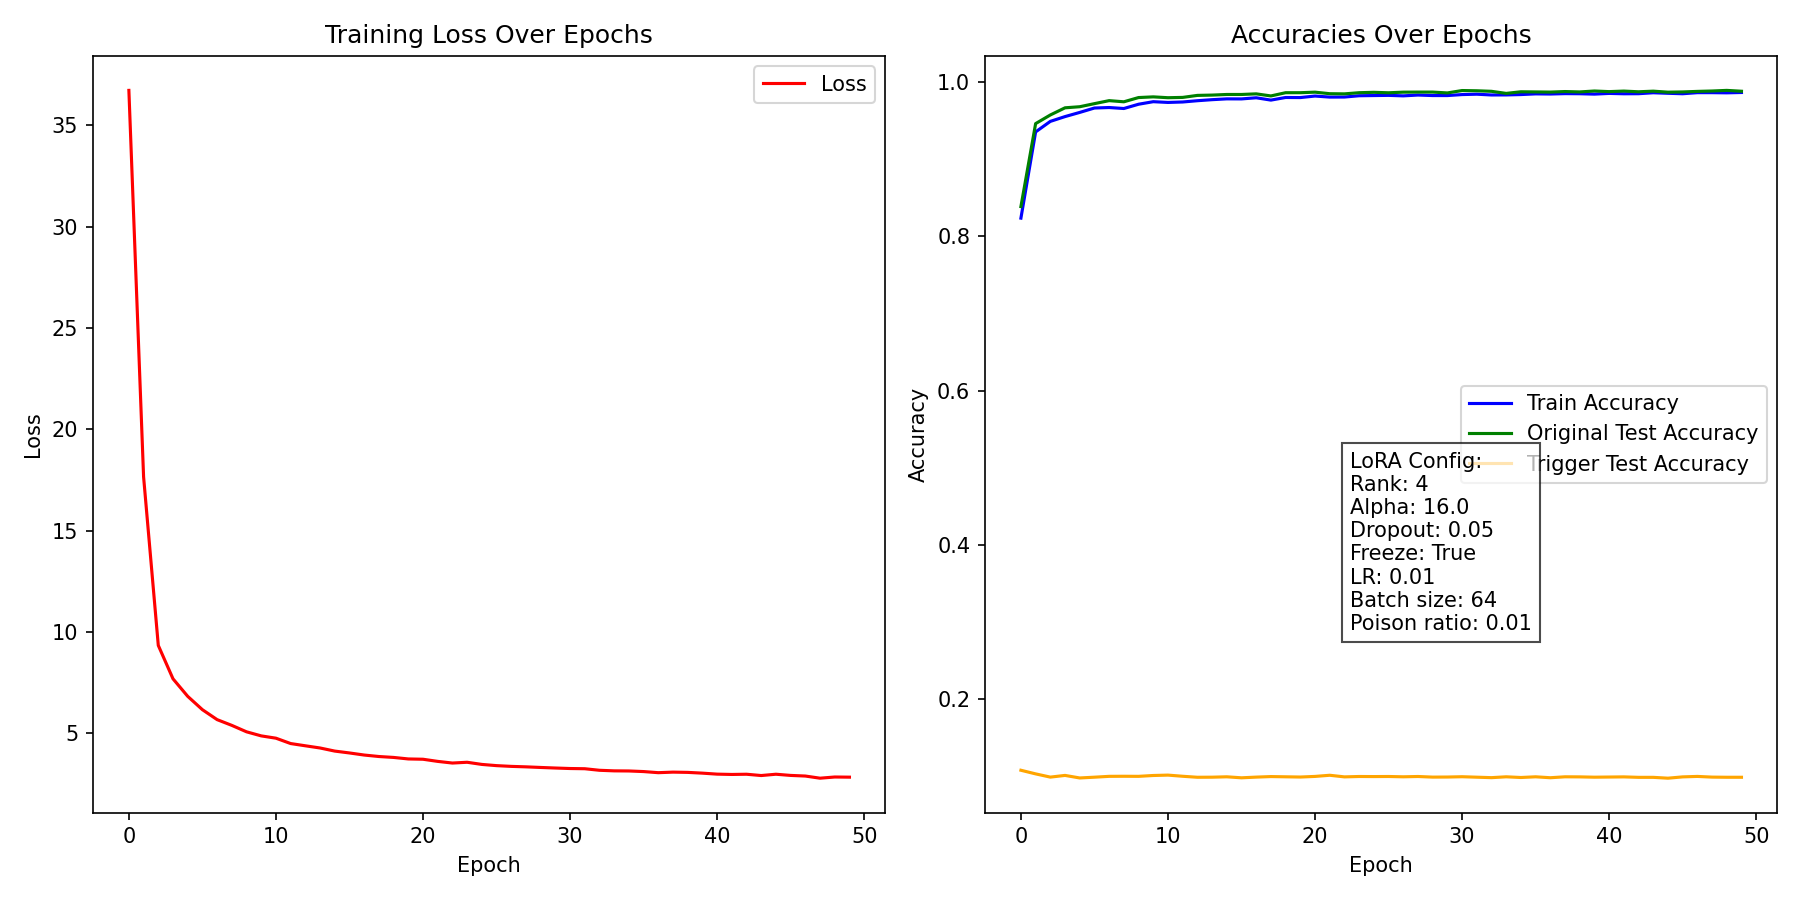 Training Loss Over Epochs
Loss
35
30
25
20
15
10
5
Loss
0
10
20
30
40
50
Epoch
Accuracies Over Epochs
1.0
0.8
0.6
0.4
0.2
Accuracy
Train Accuracy
Original Test Accuracy
Trigger Test Accuracy
LoRA Config:
Rank: 4
Alpha: 16.0
Dropout: 0.05
Freeze: True
LR: 0.01
Batch size: 64
Poison ratio: 0.01
0
10
20
30
40
50
Epoch